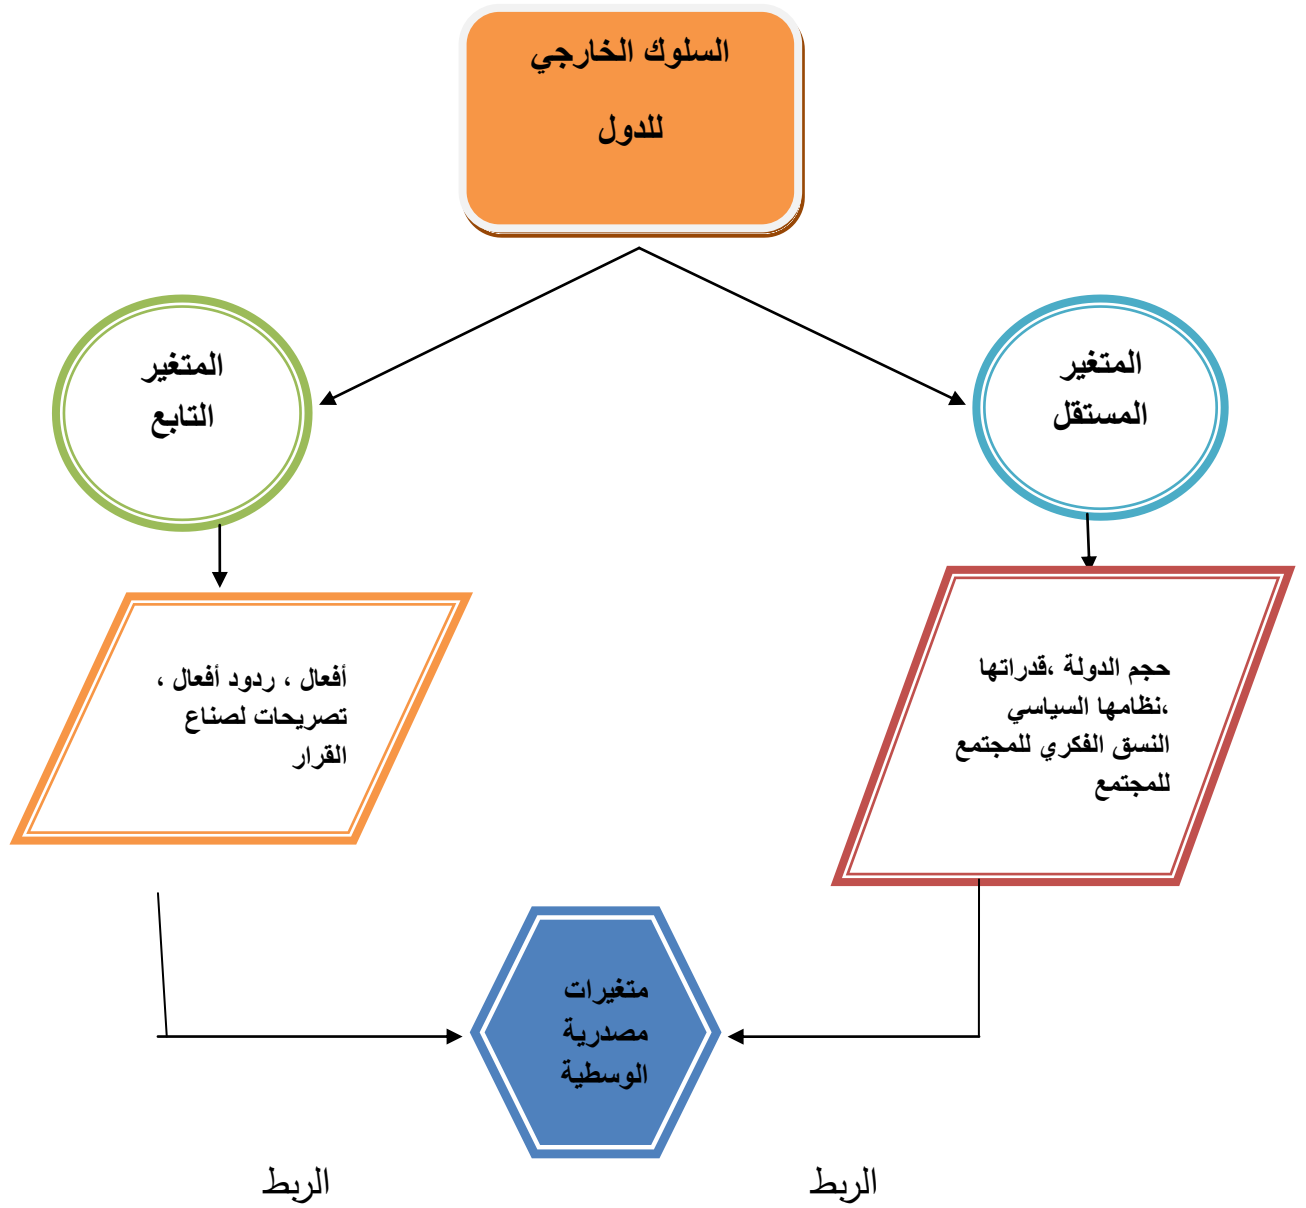 السلوك الخارجي
للدول
المتغير
المستقل
المتغير
التابع
حجم الدولة ،قدراتها
،نظامها السياسي
النسق الفكري للمجتمع
للمجتمع
أفعال ، ردود أفعال ،
تصريحات لصناع
القرار
متغيرات
مصدرية
الوسطية
الربط
الربط